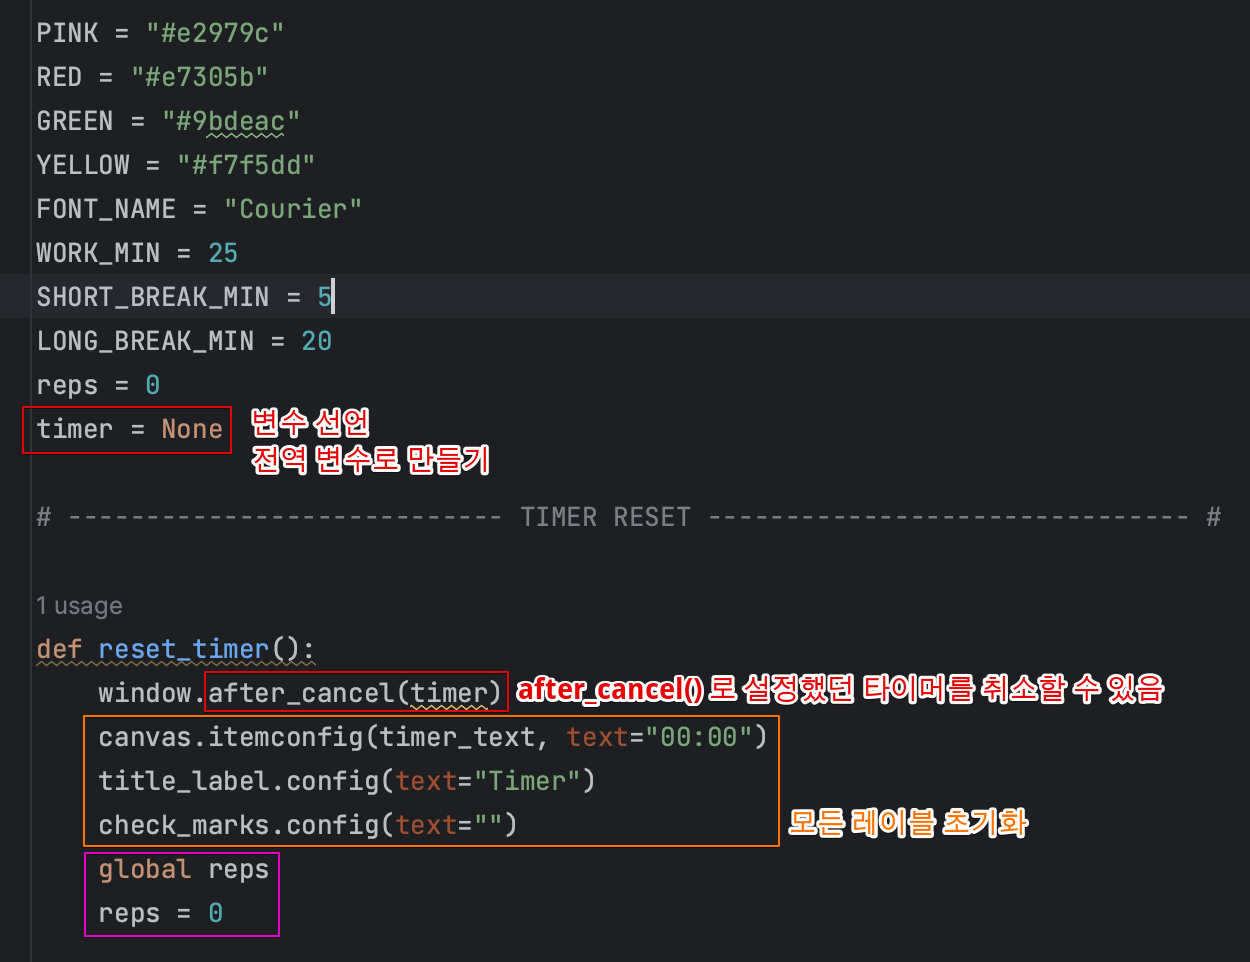 PINK = "#e2979c"
RED = "#e7305b"
GREEN = "#9bdeac"
YELLOW = "#f7f5dd"
FONT_NAME = "Courier"
WORK_MIN = 25
SHORT_BREAK_MIN = 5
LONG_BREAK_MIN = 20
reps = 0
timer = None
변수 선언
전역 변수로 만들기
# ---------------------------- TIMER RESET ------------------------------- #
1 usage
def reset_timer():
window.after_cancel(timer) after_cancel() 로 설정했던 타이머를 취소할 수 있음
canvas.itemconfig(timer_text, text="00:00")
title_label.config(text="Timer")
check_marks.config(text="")
모든 레이블 초기화
global reps
reps = 0